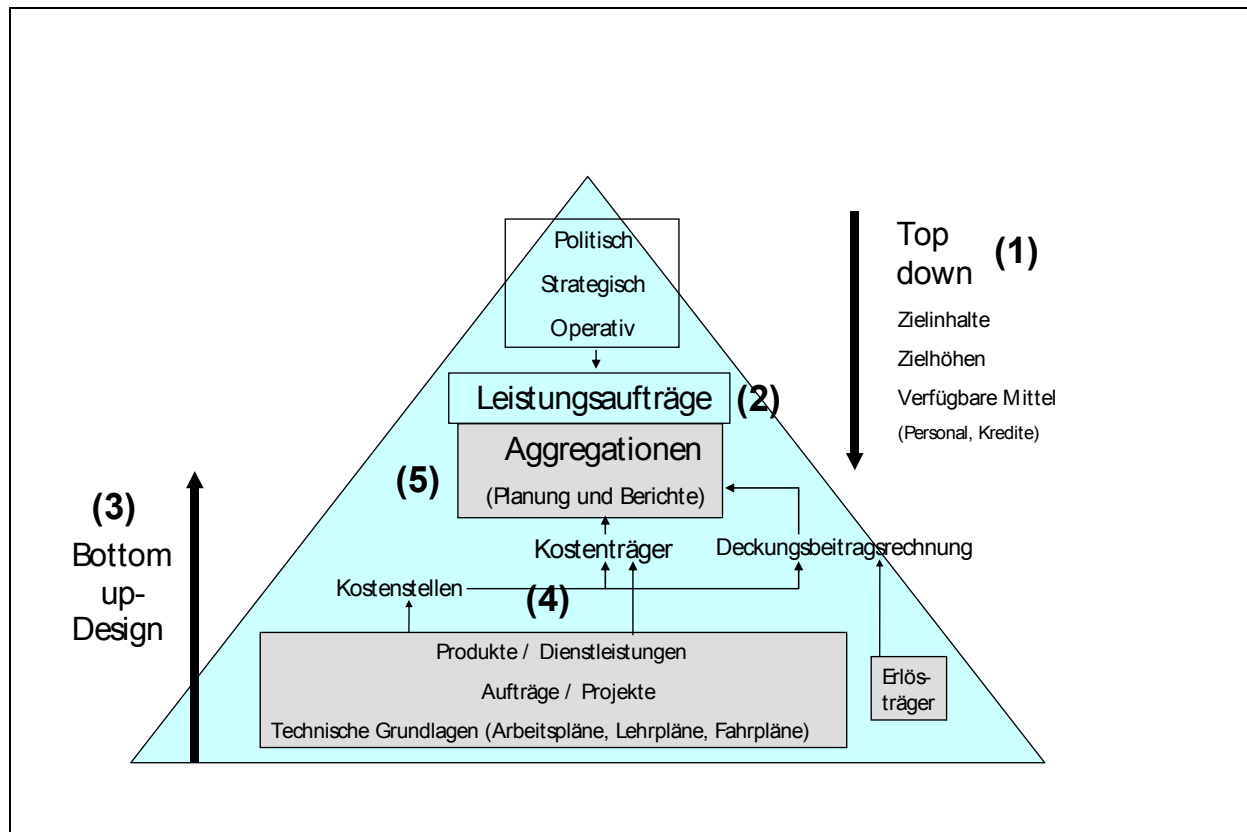 Politisch
Strategisch
Operativ
Top
down
(1)
Zielinhalte
Zielhöhen
Verfügbare Mittel
(Personal, Kredite)
Leistungsaufträge
(2)
Aggregationen
(Planung und Berichte)
(5)
(3)
Bottom
up-
Design
Kostenträger
Deckungsbeitragsrechnung
Kostenstellen
(4)
Produkte / Dienstleistungen
Aufträge / Projekte
Technische Grundlagen (Arbeitspläne, Lehrpläne, Fahrpläne)
Erlös-
träger